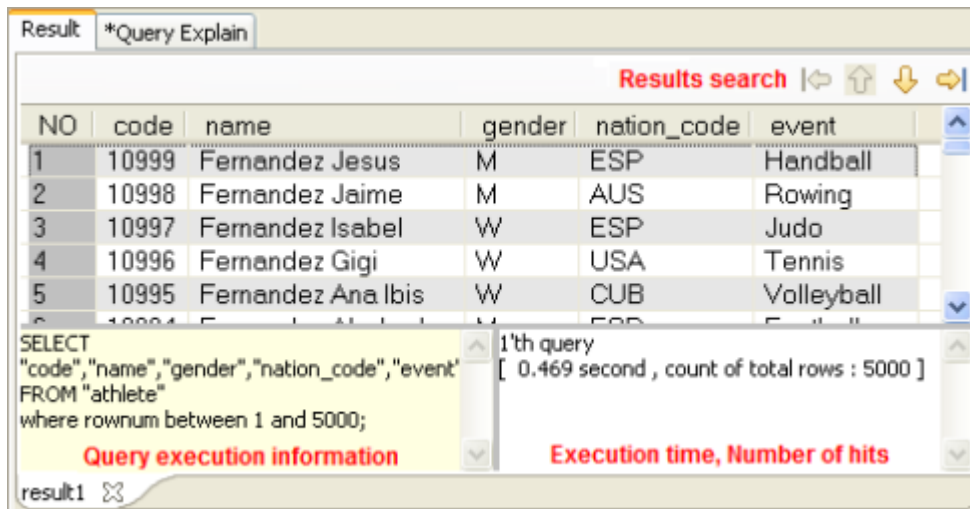 Result *Query Explain
Results search
NO code name gender nation_code event
1 10999 Fernandez Jesus M ESP Handball
2 10998 Fernandez Jaime M AUS Rowing
3 10997 Fernandez Isabel W ESP Judo
4 10996 Fernandez Gigi W USA Tennis
5 10995 Fernandez Ana Ibis W CUB Volleyball
SELECT
"code","name","gender","nation_code","event"
FROM "athlete"
where rownum between 1 and 5000;
Query execution information
1'th query
[ 0.469 second , count of total rows : 5000 ]
Execution time, Number of hits
result1